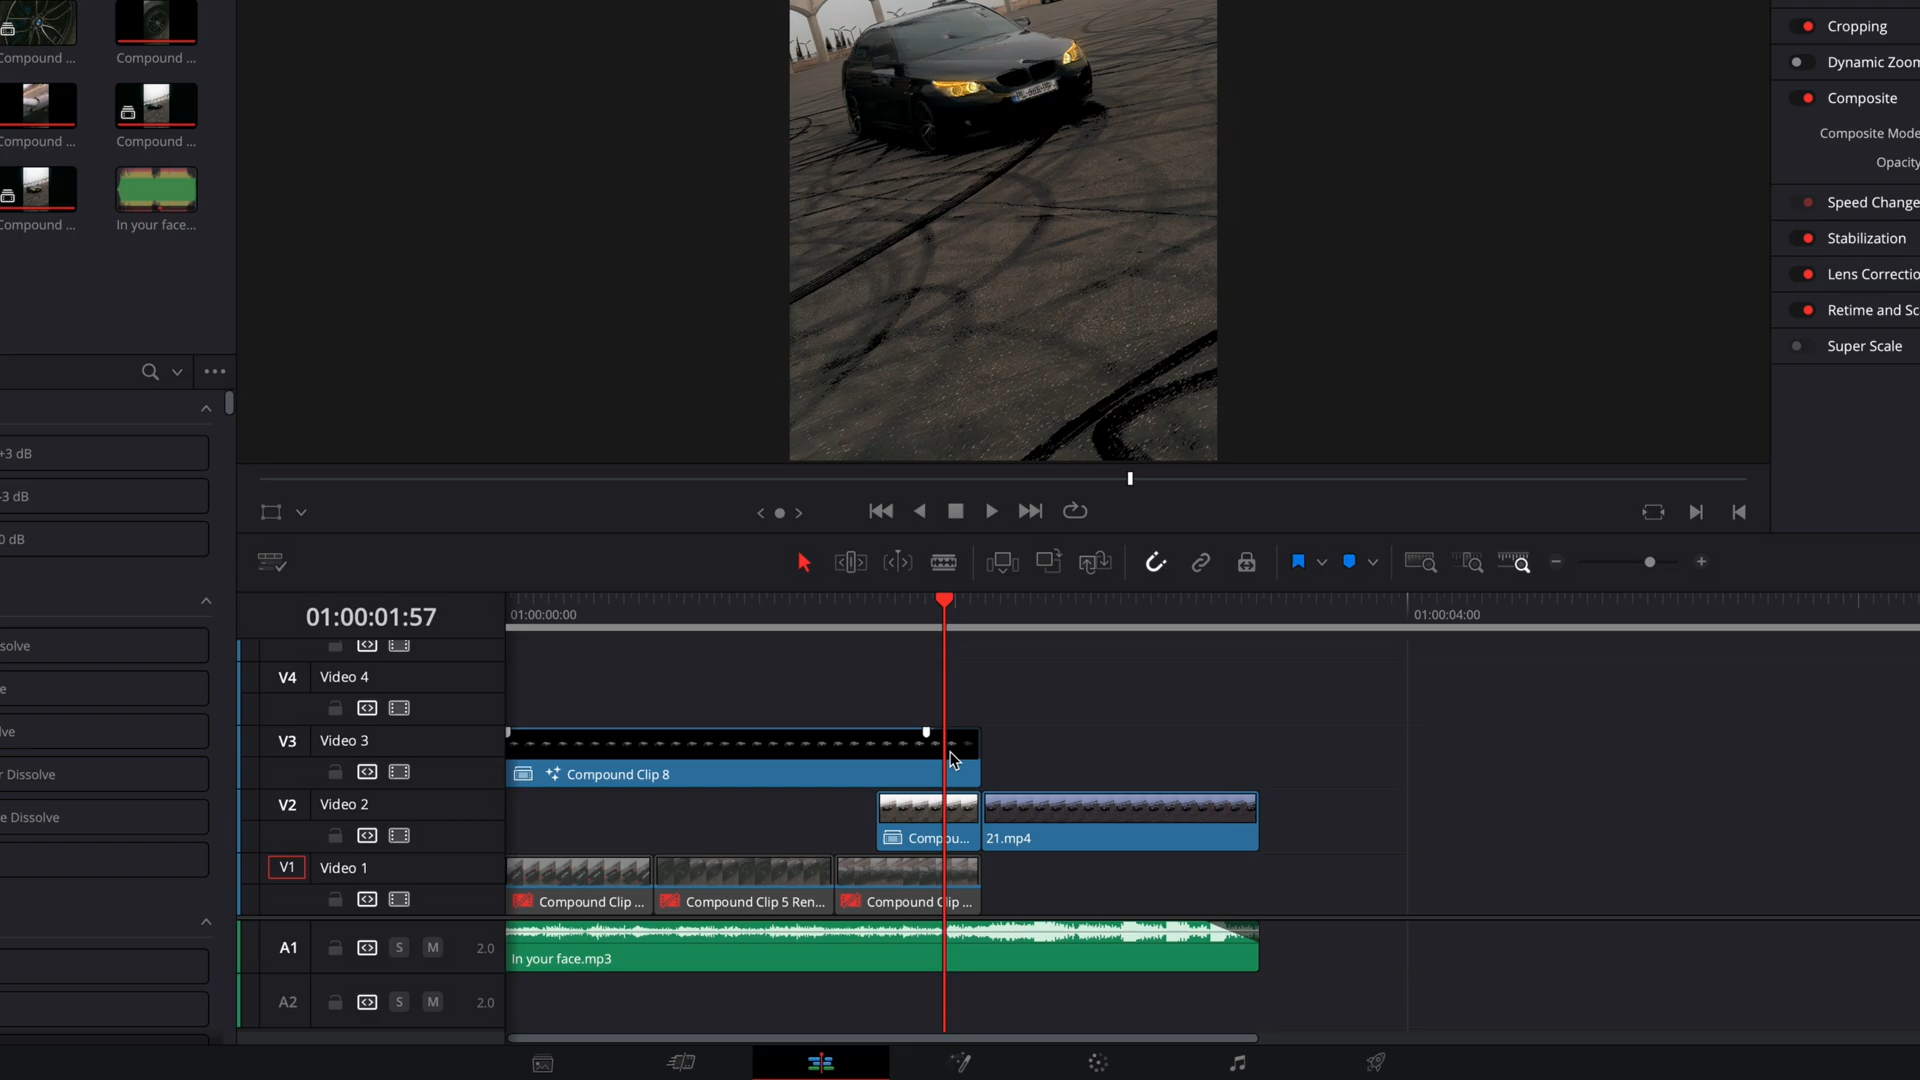 ompound ...
Compound ...
ompound ...
Compound ...
ompound ...
In your face...
+3 dB
-3 dB
0 dB
solve
e
lve
r Dissolve
e Dissolve
Cropping
Dynamic Zoom
Composite
Composite Mode
Opacity
Speed Change
Stabilization
Lens Correctio
Retime and Sc
Super Scale
01:00:01:57
01:00:00:00
01:00:04:00
V4 Video 4
V3 Video 3
Compound Clip 8
V2 Video 2
Compou...
21.mp4
V1 Video 1
Compound Clip ...
Compound Clip 5 Ren...
Compound Clip ...
A1 S M 2.0
In your face.mp3
A2 S M 2.0